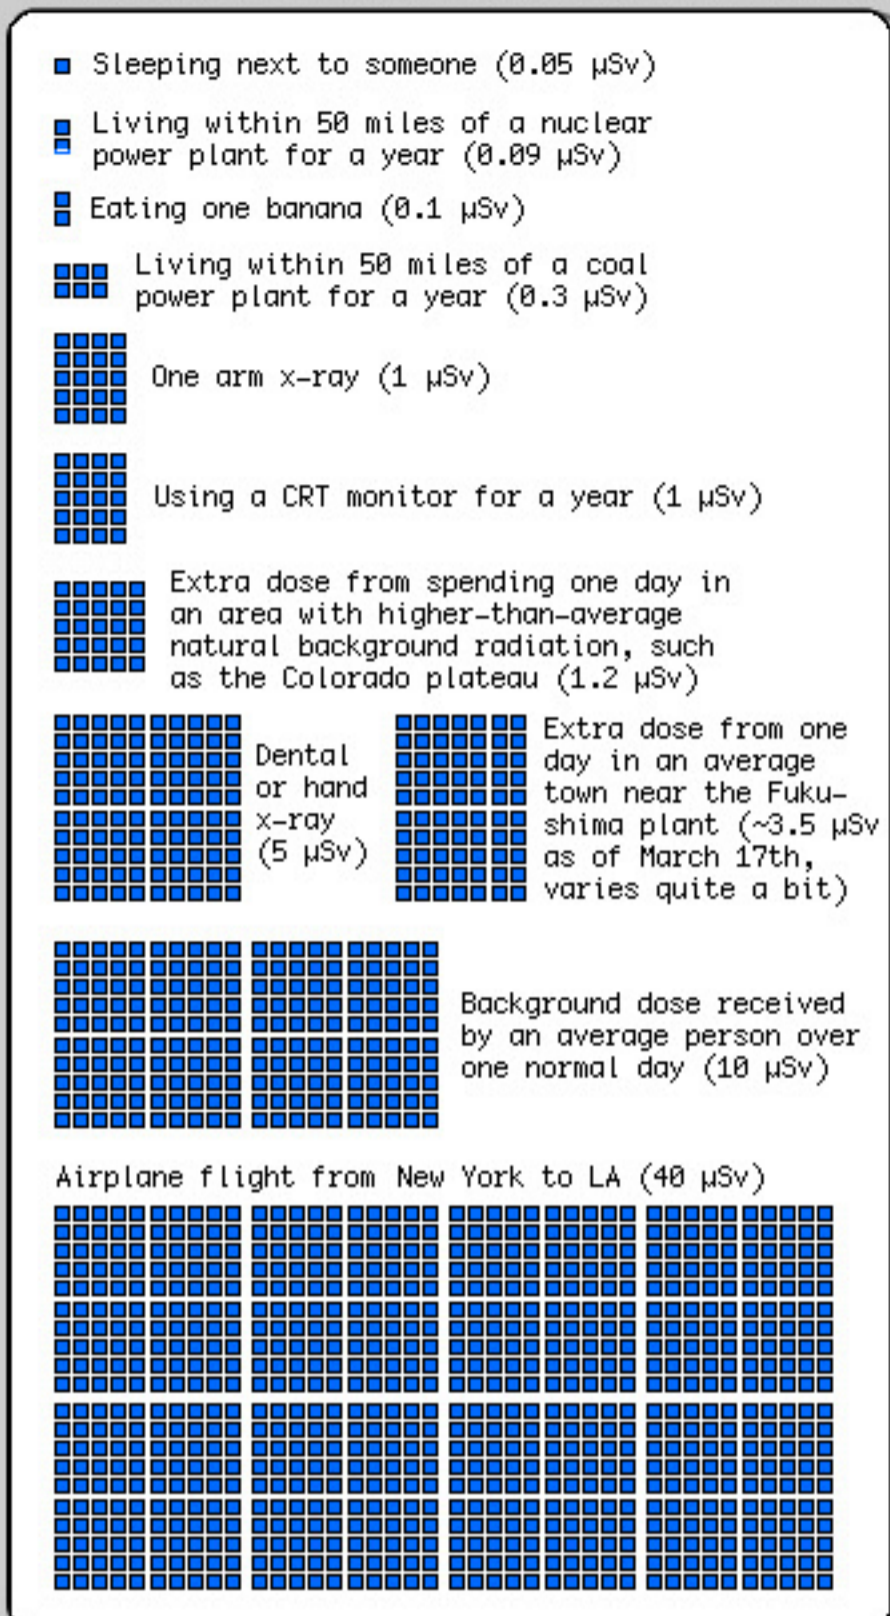 Sleeping next to someone (0.05 µSv)
Living within 50 miles of a nuclear
power plant for a year (0.09 µSv)
Eating one banana (0.1 µSv)
Living within 50 miles of a coal
power plant for a year (0.3 µSv)
One arm x-ray (1 µSv)
Using a CRT monitor for a year (1 µSv)
Extra dose from spending one day in
an area with higher-than-average
natural background radiation, such
as the Colorado plateau (1.2 µSv)
Dental
or hand
x-ray
(5 µSv)
Extra dose from one
day in an average
town near the Fuku-
shima plant (~3.5 µSv
as of March 17th,
varies quite a bit)
Background dose received
by an average person over
one normal day (10 µSv)
Airplane flight from New York to LA (40 µSv)